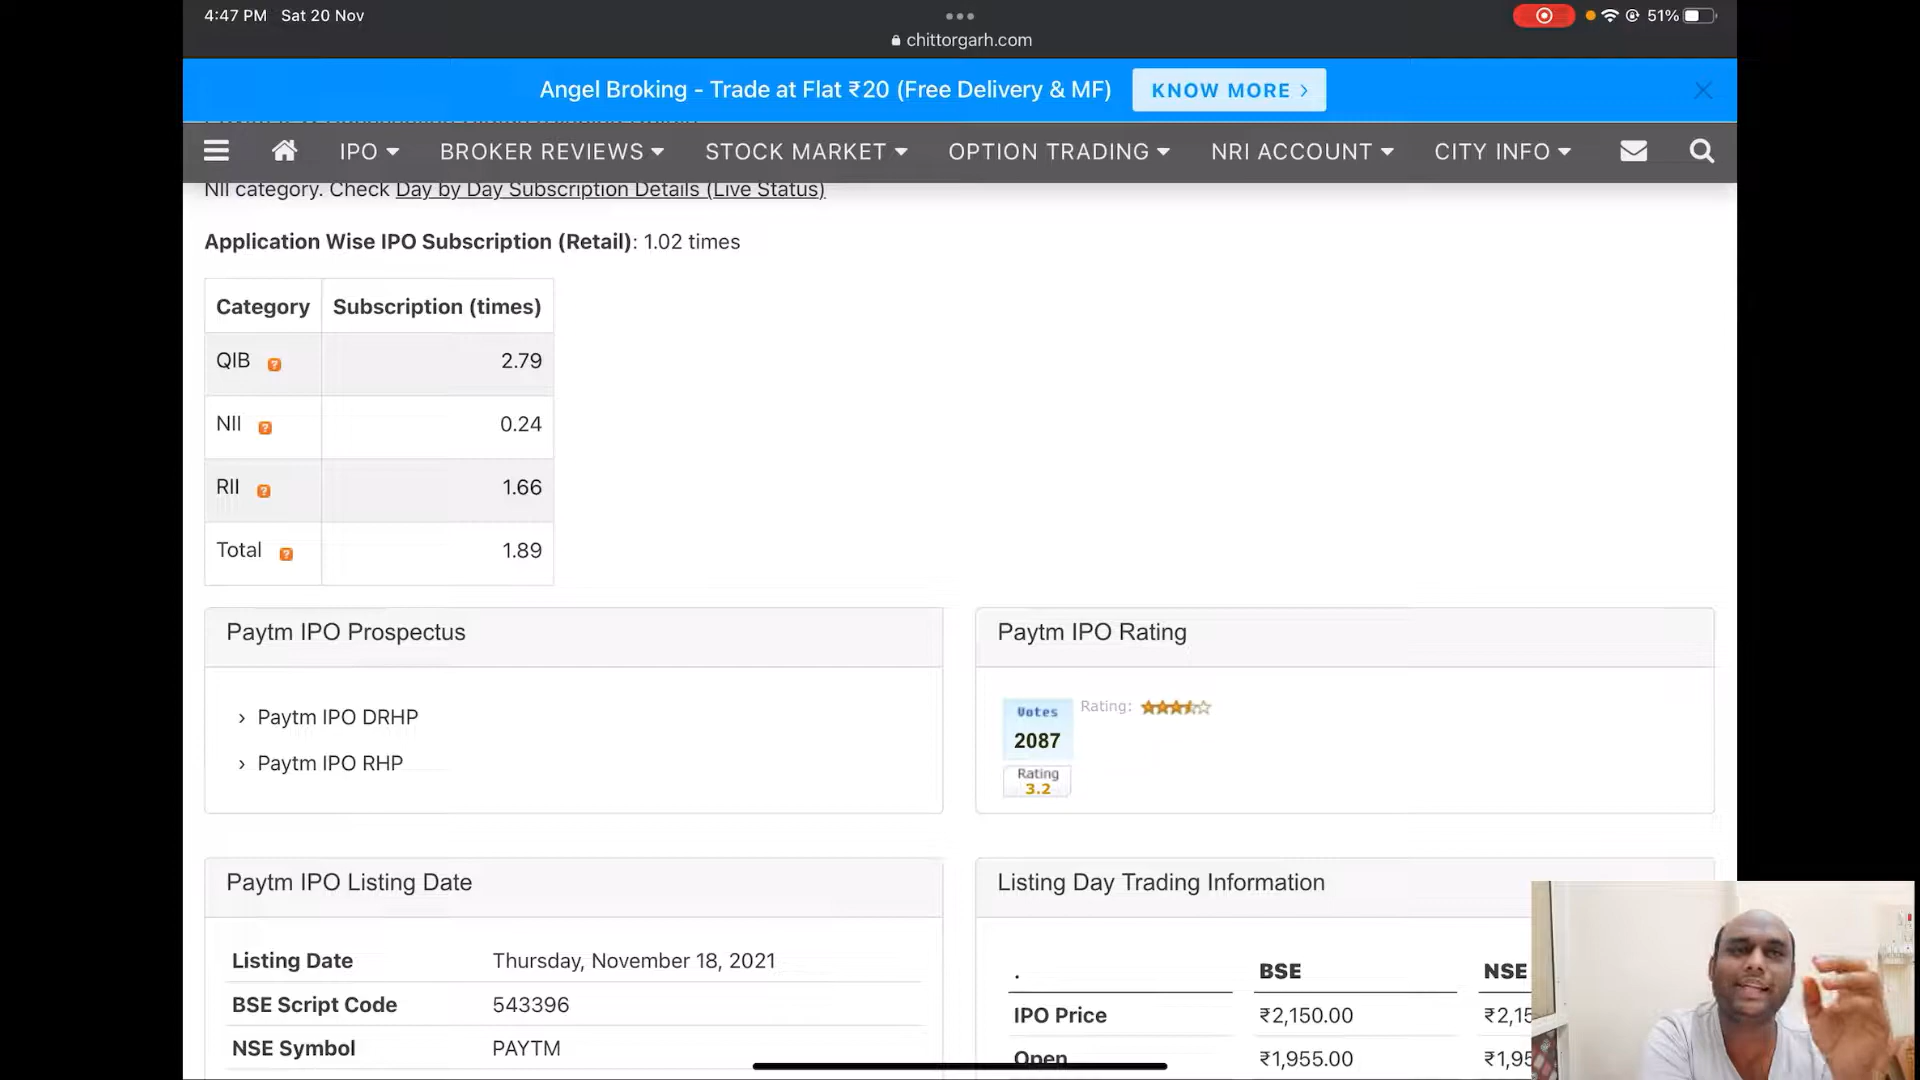 4:47 PM Sat 20 Nov
51%
chittorgarh.com
Angel Broking - Trade at Flat ₹20 (Free Delivery & MF)
KNOW MORE >
IPO
BROKER REVIEWS
STOCK MARKET
OPTION TRADING
NRI ACCOUNT
CITY INFO
NII category. Check Day by Day Subscription Details (Live Status)
Application Wise IPO Subscription (Retail): 1.02 times
Category Subscription (times)
QIB ? 2.79
NII ? 0.24
RII ? 1.66
Total ? 1.89
Paytm IPO Prospectus
› Paytm IPO DRHP
› Paytm IPO RHP
Paytm IPO Rating
Votes
2087
Rating
3.2
Rating:
Paytm IPO Listing Date
Listing Date Thursday, November 18, 2021
BSE Script Code 543396
NSE Symbol PAYTM
Listing Day Trading Information
. BSE NSE
IPO Price ₹2,150.00 ₹2,15
Open ₹1,955.00 ₹1,95